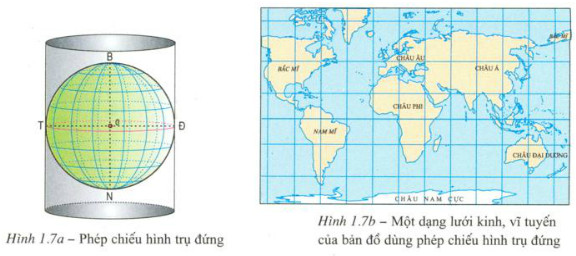 B
T
O
Đ
N
Hình 1.7a – Phép chiếu hình trụ đứng
BẮC MĨ
BẮC MĨ
CHÂU ÂU
CHÂU Á
CHÂU PHI
NAM MĨ
CHÂU ĐẠI DƯƠNG
CHÂU NAM CỰC
Hình 1.7b – Một dạng lưới kinh, vĩ tuyến
của bản đồ dùng phép chiếu hình trụ đứng